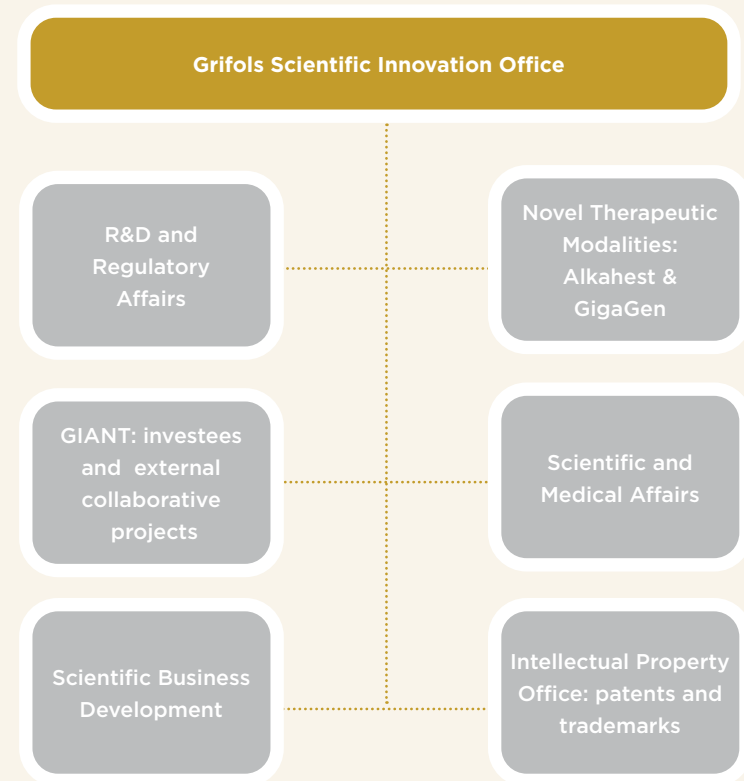 Grifols Scientific Innovation Office
R&D and
Regulatory
Affairs
Novel Therapeutic
Modalities:
Alkahest &
GigaGen
GIANT: investees
and external
collaborative
projects
Scientific and
Medical Affairs
Scientific Business
Development
Intellectual Property
Office: patents and
trademarks